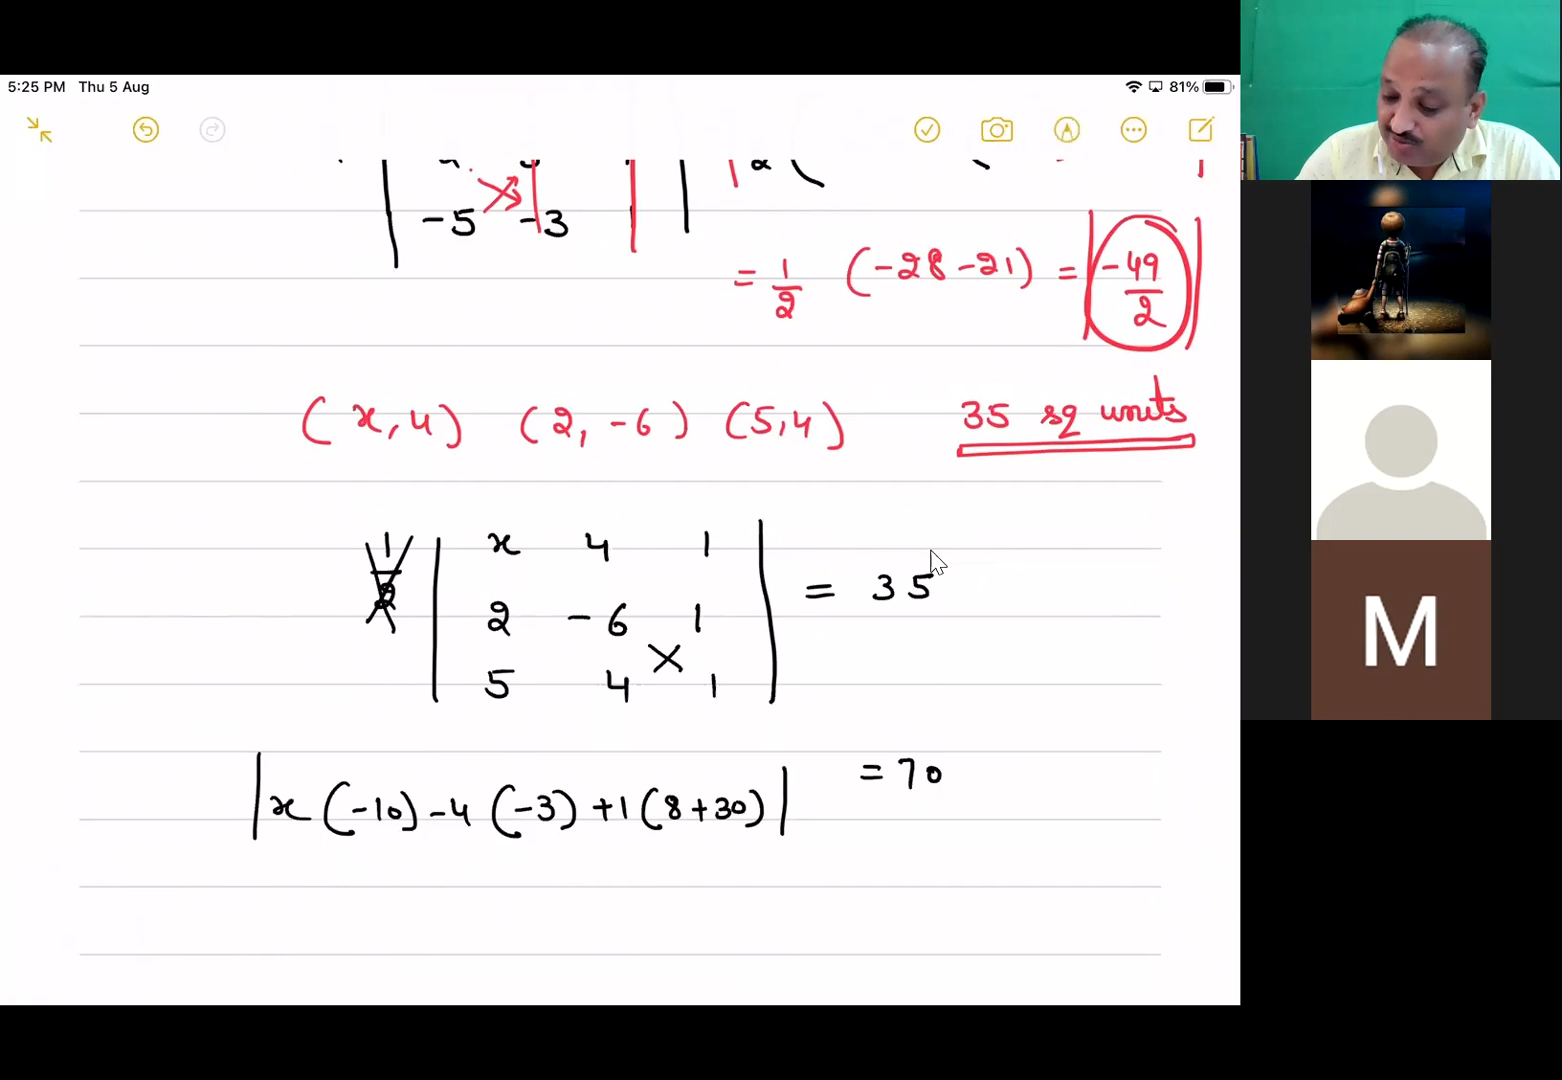 5:25 PM Thu 5 Aug 81%
-5 -3
= 1/2 (-28-21) = |-49/2|
(x,4) (2,-6) (5,4) 35 sq units
1/2 | x 4 1 |
= 35
2 -6 1
5 4 1
|x(-10)-4(-3)+1(8+30)| = 70
M